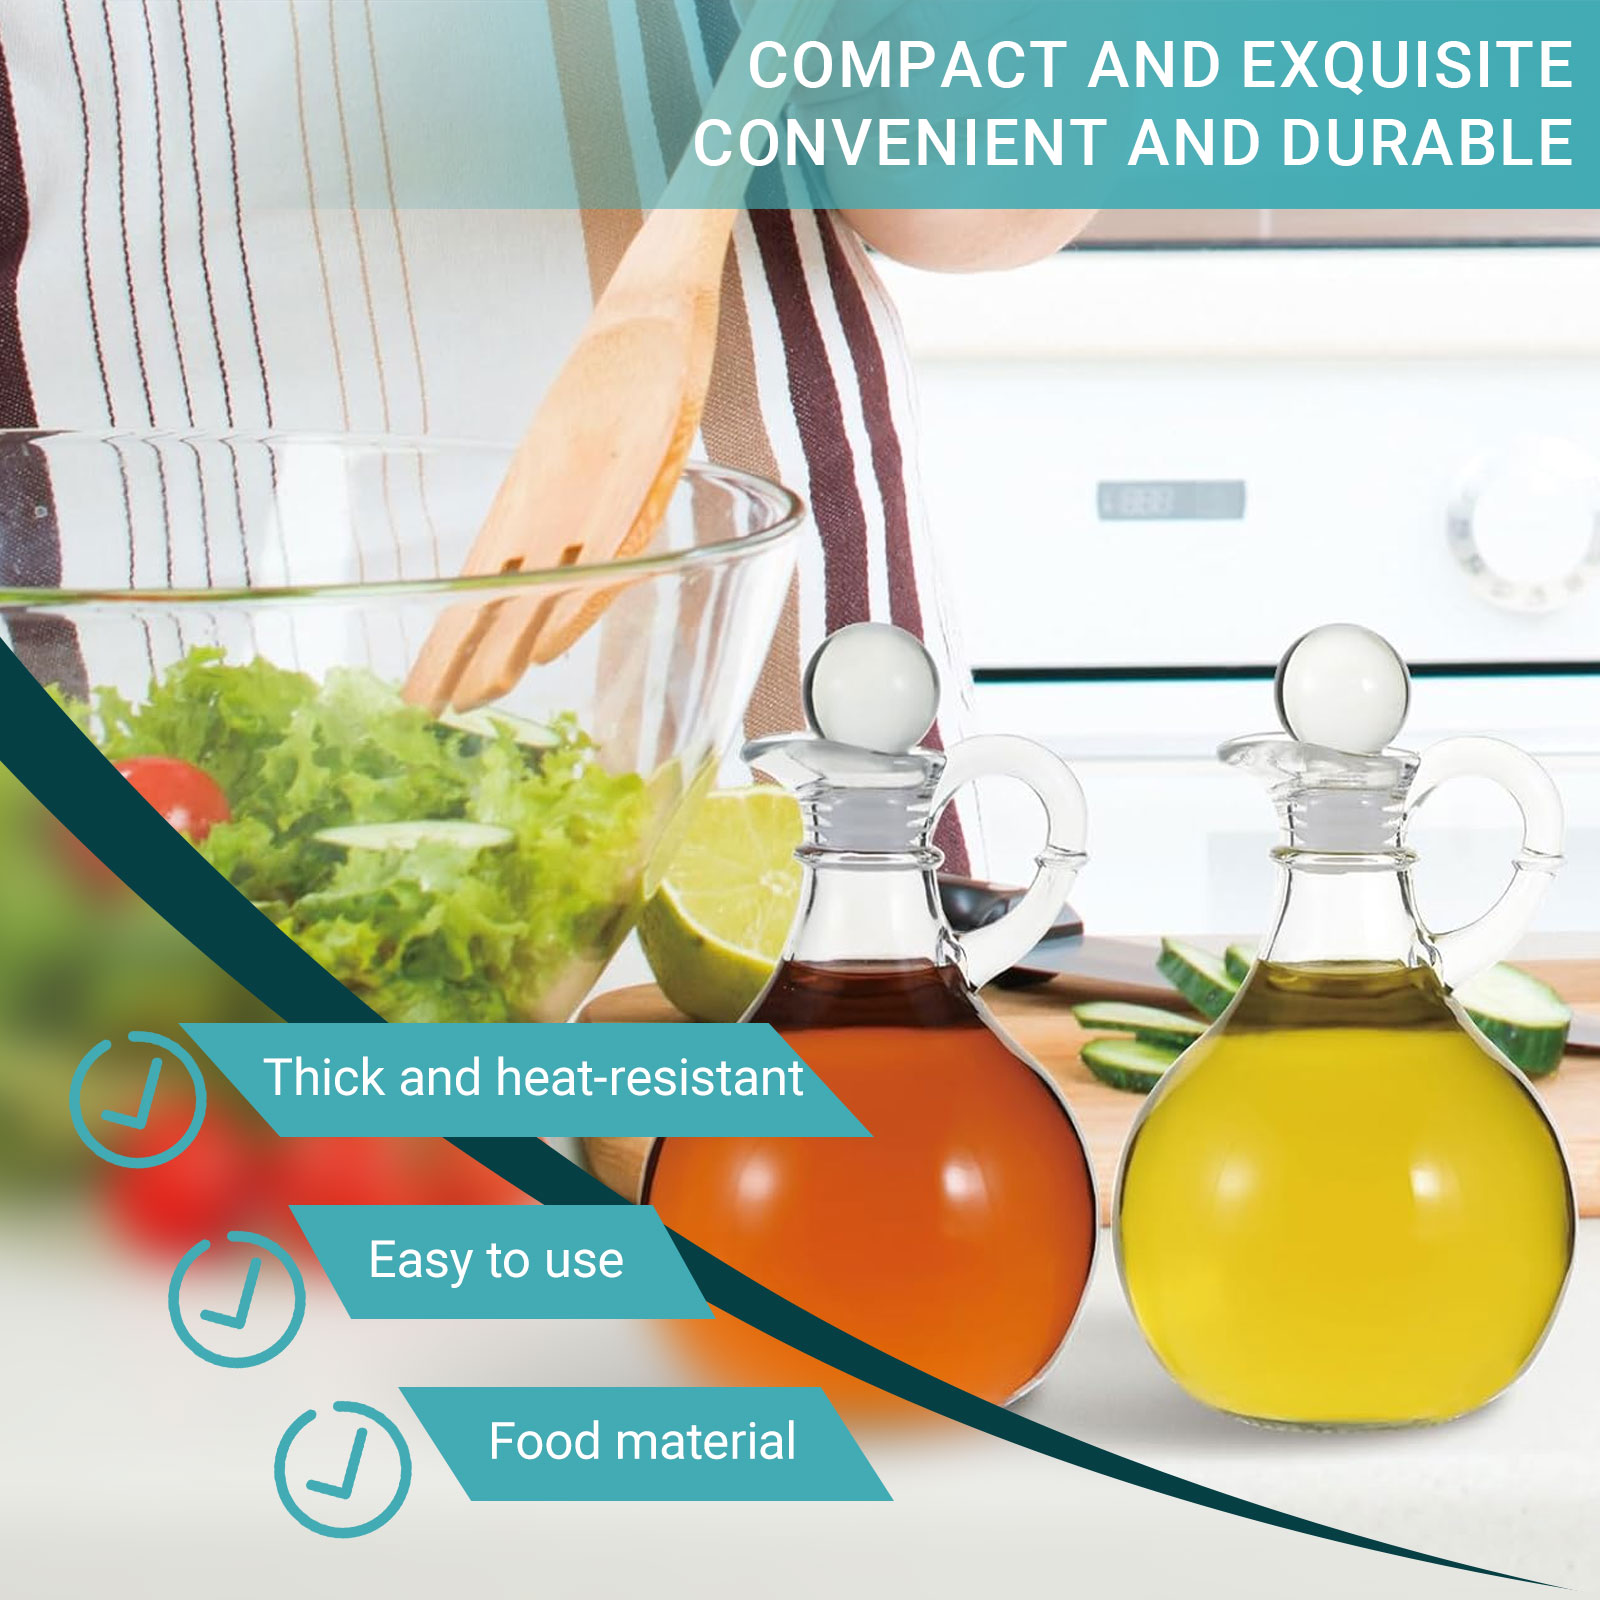 COMPACT AND EXQUISITE
CONVENIENT AND DURABLE
Thick and heat-resistant
Easy to use
Food material